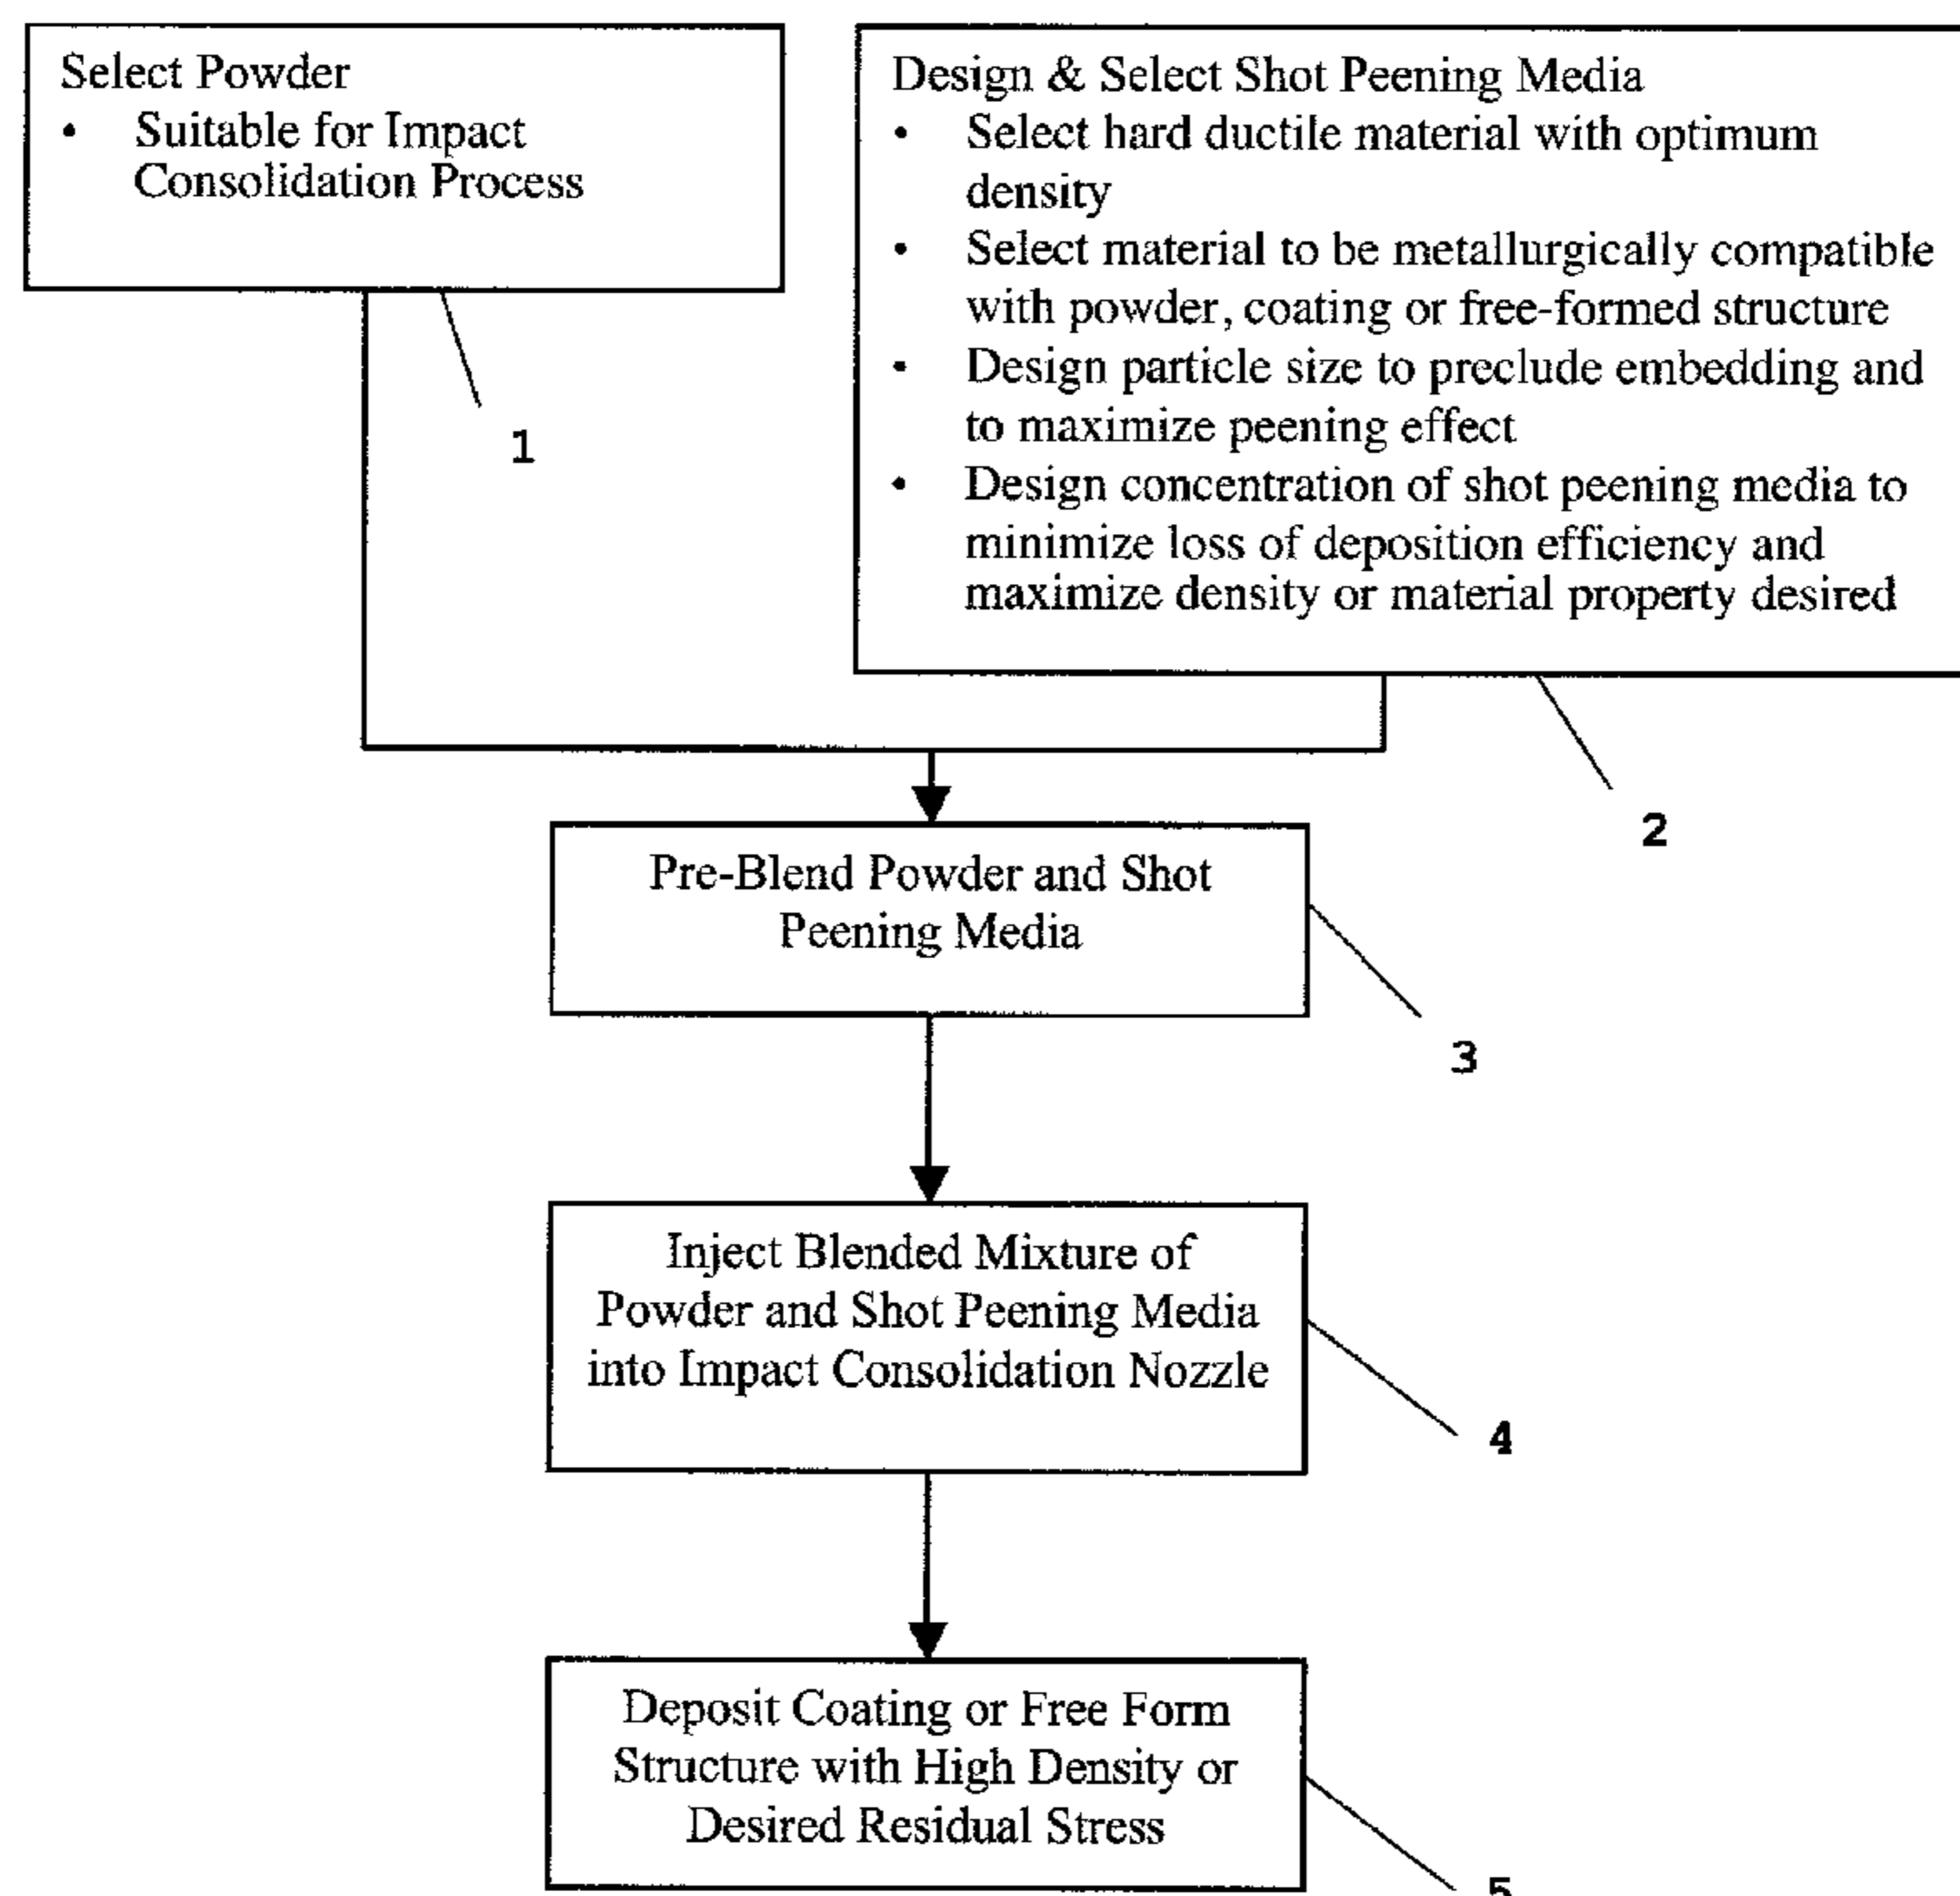 Select Powder
• Suitable for Impact
Consolidation Process
1
Design & Select Shot Peening Media
• Select hard ductile material with optimum
density
• Select material to be metallurgically compatible
with powder, coating or free-formed structure
• Design particle size to preclude embedding and
to maximize peening effect
• Design concentration of shot peening media to
minimize loss of deposition efficiency and
maximize density or material property desired
2
Pre-Blend Powder and Shot
Peening Media
3
Inject Blended Mixture of
Powder and Shot Peening Media
into Impact Consolidation Nozzle
4
Deposit Coating or Free Form
Structure with High Density or
Desired Residual Stress
5